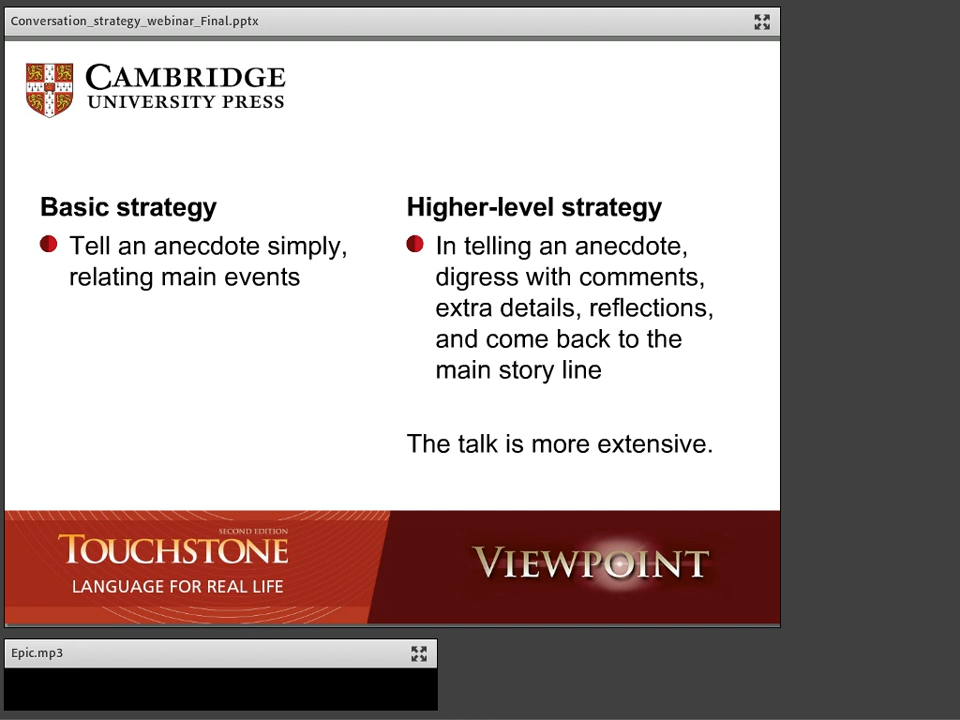 Conversation_strategy_webinar_Final.pptx
CAMBRIDGE
UNIVERSITY PRESS
Basic strategy
Tell an anecdote simply,
relating main events
Higher-level strategy
In telling an anecdote,
digress with comments,
extra details, reflections,
and come back to the
main story line
The talk is more extensive.
SECOND EDITION
TOUCHSTONE
LANGUAGE FOR REAL LIFE
VIEWPOINT
Epic.mp3